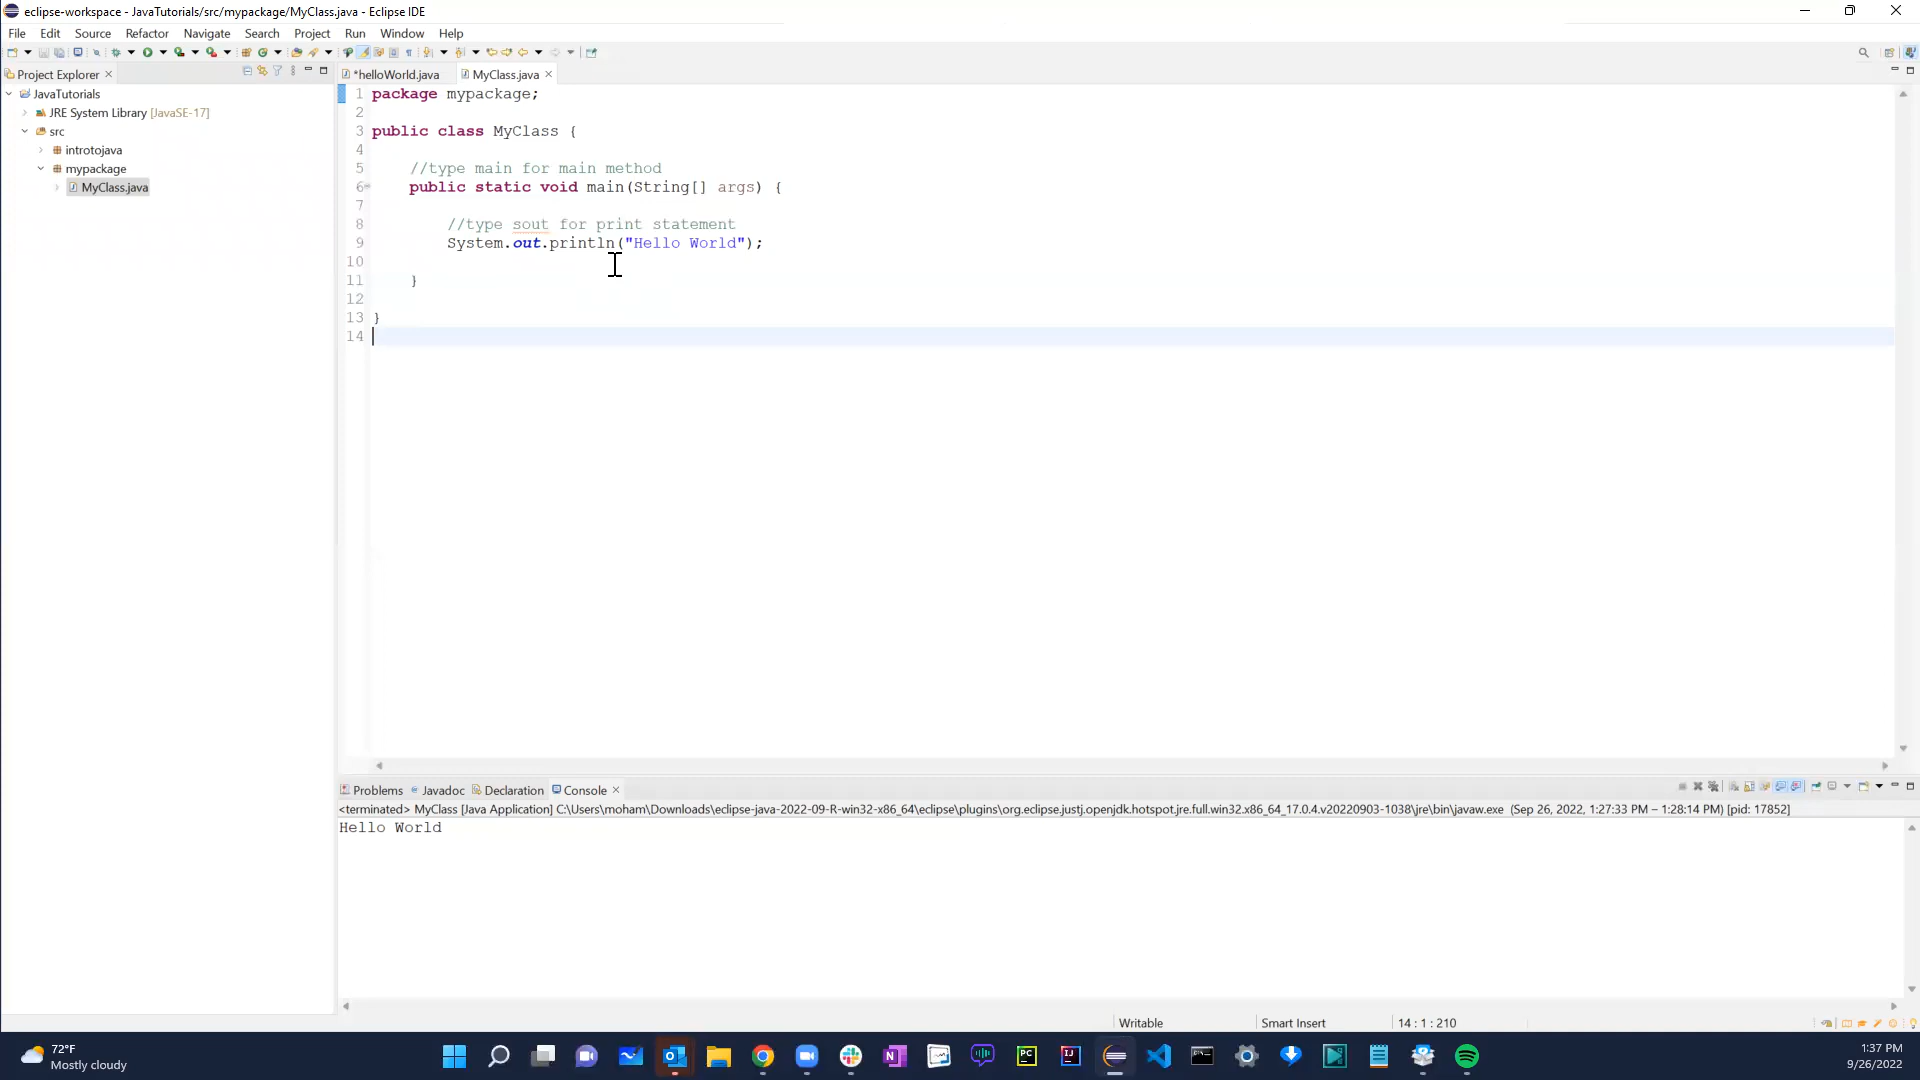 eclipse-workspace - JavaTutorials/src/mypackage/MyClass.java - Eclipse IDE
File Edit Source Refactor Navigate Search Project Run Window Help
Project Explorer
*helloWorld.java MyClass.java
JavaTutorials
JRE System Library [JavaSE-17]
src
introtojava
mypackage
MyClass.java
1 package mypackage;
2
3 public class MyClass {
4
5 //type main for main method
6 public static void main(String[] args) {
7
8 //type sout for print statement
9 System.out.println("Hello World");
10
11 }
12
13 }
14
Problems Javadoc Declaration Console
<terminated> MyClass [Java Application] C:\Users\moham\Downloads\eclipse-java-2022-09-R-win32-x86_64\eclipse\plugins\org.eclipse.justj.openjdk.hotspot.jre.full.win32.x86_64_17.0.4.v20220903-1038\jre\bin\javaw.exe (Sep 26, 2022, 1:27:33 PM – 1:28:14 PM) [pid: 17852]
Hello World
Writable Smart Insert 14 : 1 : 210
72°F
Mostly cloudy
PC
IJ
1:37 PM
9/26/2022